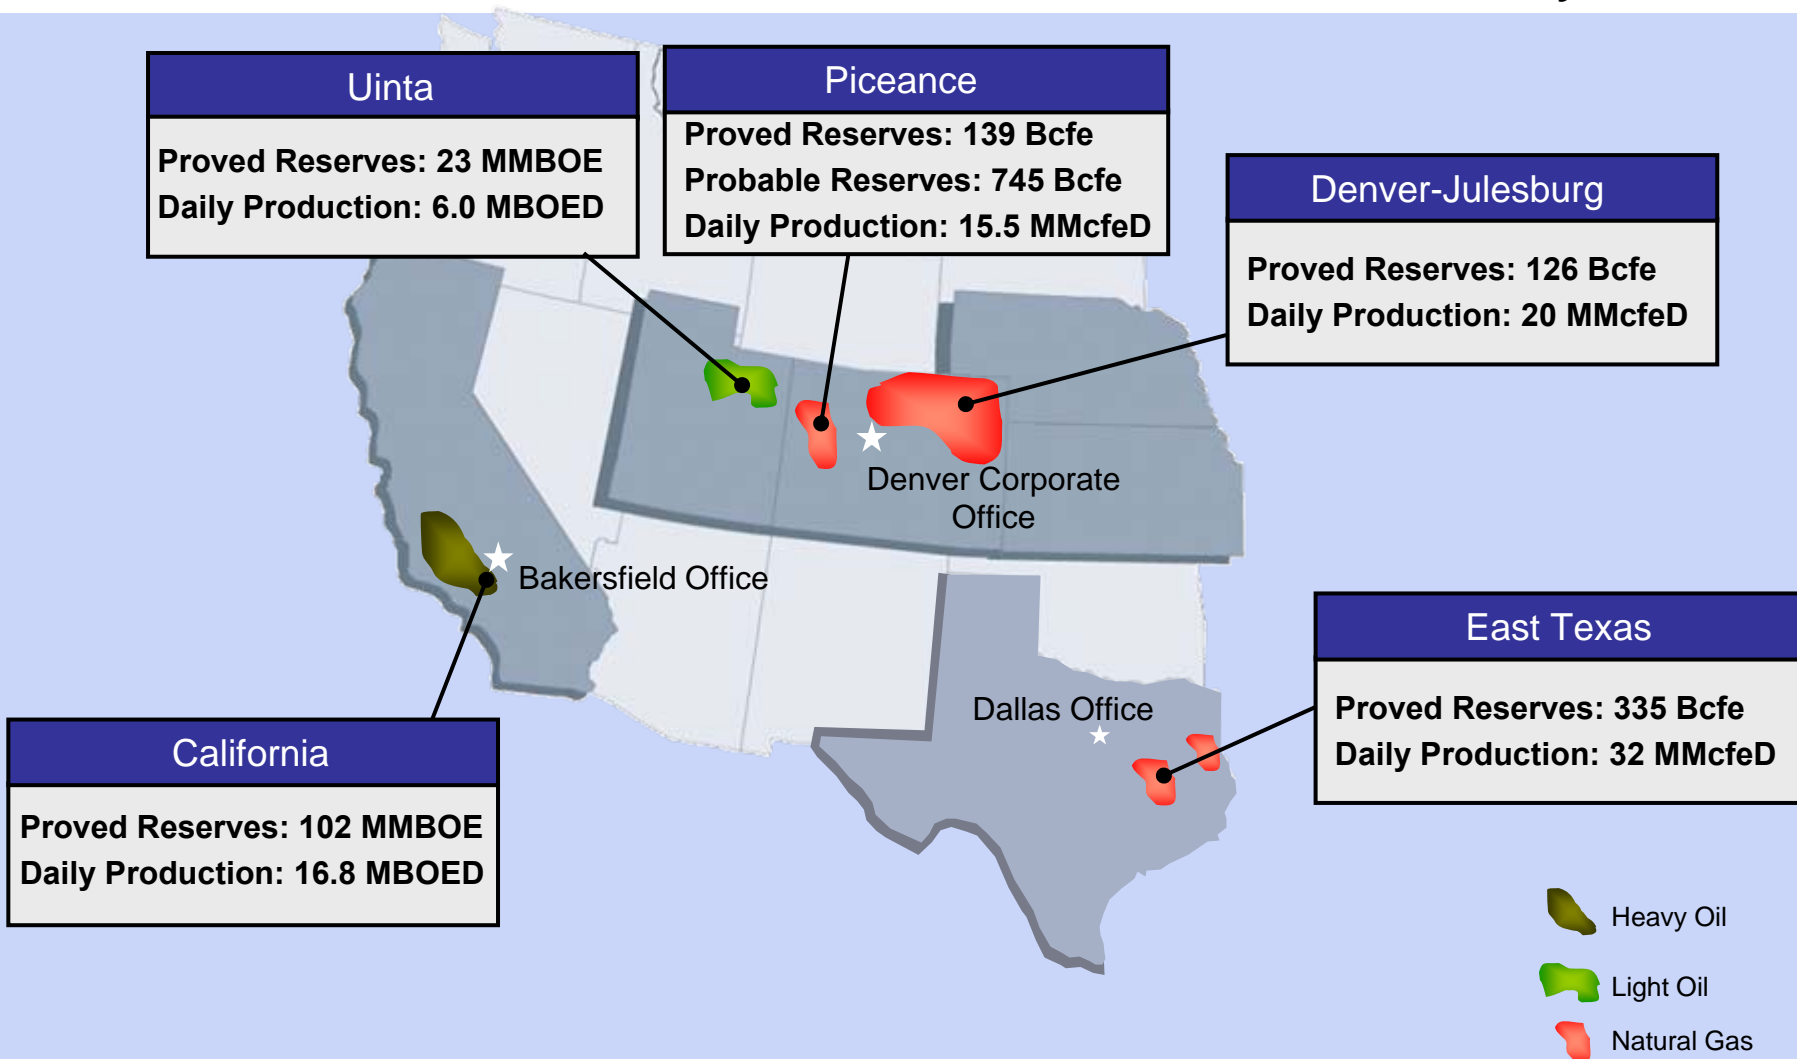 Uinta
Proved Reserves: 23 MMBOE
Daily Production: 6.0 MBOED
Piceance
Proved Reserves: 139 Bcfe
Probable Reserves: 745 Bcfe
Daily Production: 15.5 MMcfeD
Denver-Julesburg
Proved Reserves: 126 Bcfe
Daily Production: 20 MMcfeD
Denver Corporate
Office
Bakersfield Office
East Texas
Proved Reserves: 335 Bcfe
Daily Production: 32 MMcfeD
Dallas Office
California
Proved Reserves: 102 MMBOE
Daily Production: 16.8 MBOED
Heavy Oil
Light Oil
Natural Gas